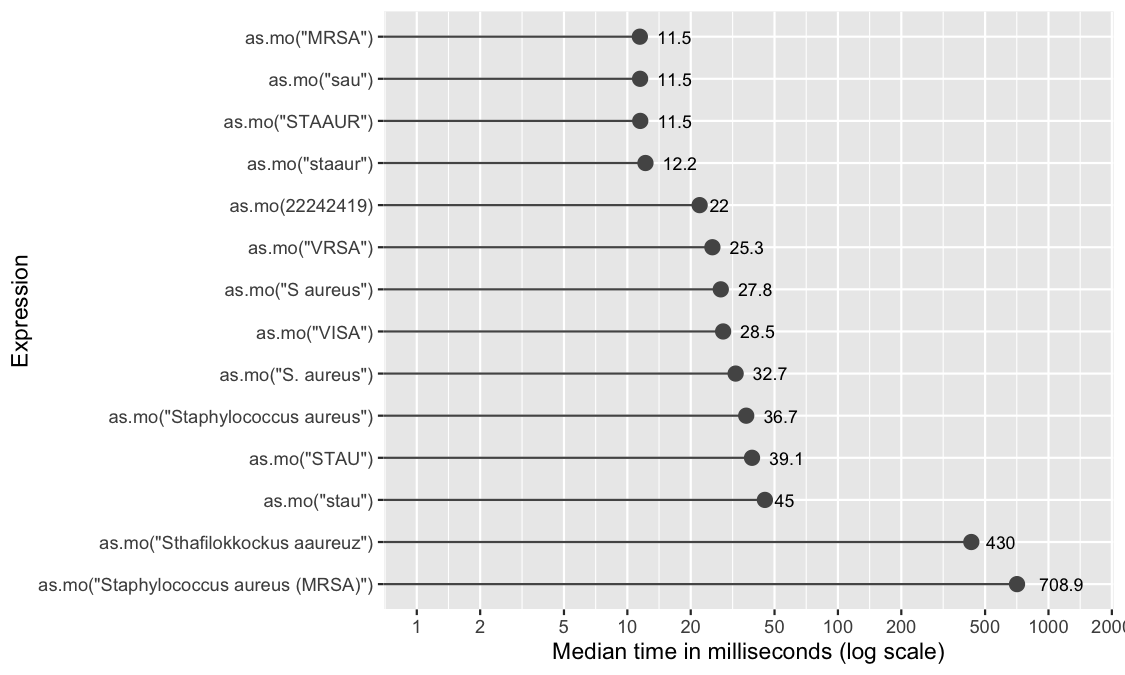 as.mo("MRSA") 11.5
as.mo("sau") 11.5
as.mo("STAAUR") 11.5
as.mo("staaur") 12.2
as.mo(22242419) 22
as.mo("VRSA") 25.3
as.mo("S aureus") 27.8
as.mo("VISA") 28.5
as.mo("S. aureus") 32.7
as.mo("Staphylococcus aureus") 36.7
as.mo("STAU") 39.1
as.mo("stau") 45
as.mo("Sthafilokkockus aaureuz") 430
as.mo("Staphylococcus aureus (MRSA)") 708.9
Expression
1 2 5 10 20 50 100 200 500 1000 2000
Median time in milliseconds (log scale)